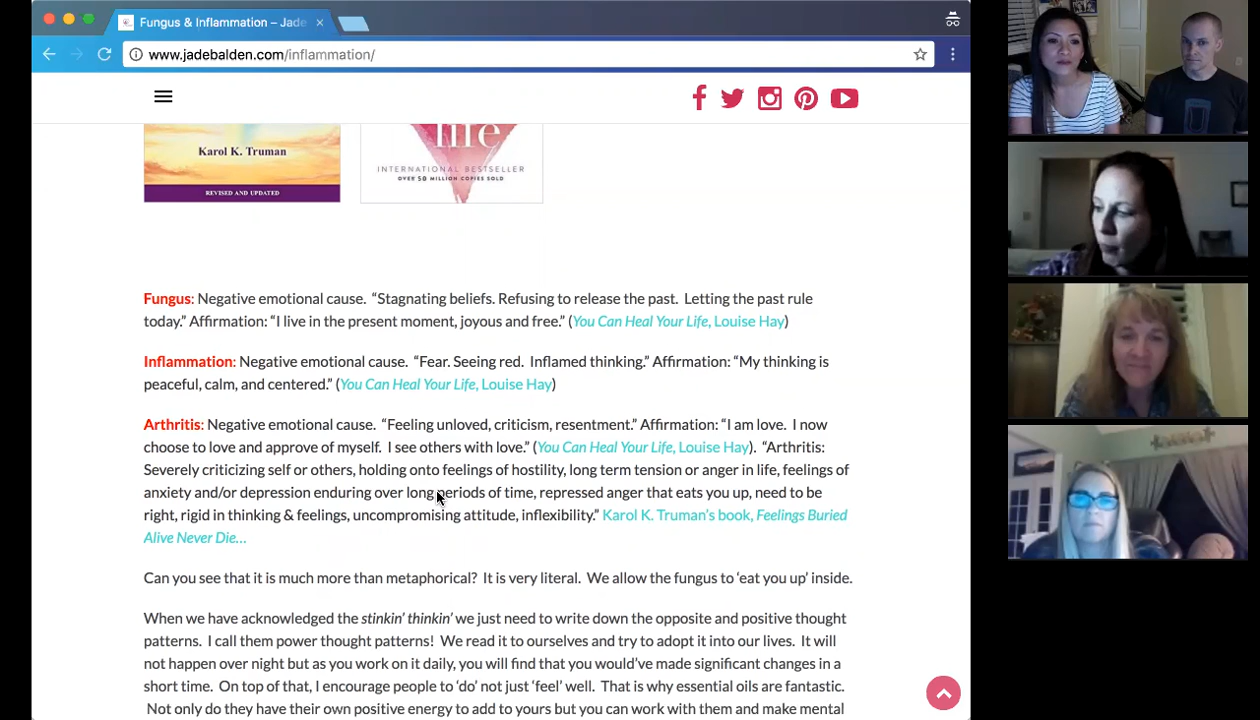 Fungus & Inflammation – Jade
www.jadebalden.com/inflammation/
Karol K. Truman
REVISED AND UPDATED
life
INTERNATIONAL BESTSELLER
OVER 50 MILLION COPIES SOLD
Fungus: Negative emotional cause. “Stagnating beliefs. Refusing to release the past. Letting the past rule
today.” Affirmation: “I live in the present moment, joyous and free.” (You Can Heal Your Life, Louise Hay)
Inflammation: Negative emotional cause. “Fear. Seeing red. Inflamed thinking.” Affirmation: “My thinking is
peaceful, calm, and centered.” (You Can Heal Your Life, Louise Hay)
Arthritis: Negative emotional cause. “Feeling unloved, criticism, resentment.” Affirmation: “I am love. I now
choose to love and approve of myself. I see others with love.” (You Can Heal Your Life, Louise Hay). “Arthritis:
Severely criticizing self or others, holding onto feelings of hostility, long term tension or anger in life, feelings of
anxiety and/or depression enduring over long periods of time, repressed anger that eats you up, need to be
right, rigid in thinking & feelings, uncompromising attitude, inflexibility.” Karol K. Truman’s book, Feelings Buried
Alive Never Die…
Can you see that it is much more than metaphorical? It is very literal. We allow the fungus to ‘eat you up’ inside.
When we have acknowledged the stinkin’ thinkin’ we just need to write down the opposite and positive thought
patterns. I call them power thought patterns! We read it to ourselves and try to adopt it into our lives. It will
not happen over night but as you work on it daily, you will find that you would’ve made significant changes in a
short time. On top of that, I encourage people to ‘do’ not just ‘feel’ well. That is why essential oils are fantastic.
Not only do they have their own positive energy to add to yours but you can work with them and make mental